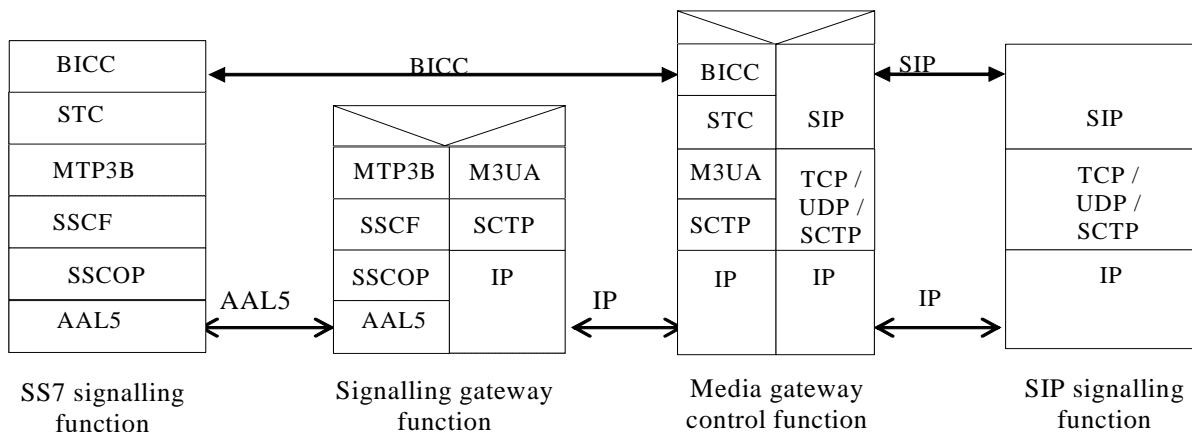 BICC
STC
MTP3B
SSCF
SSCOP
AAL5
SS7 signalling
function
BICC
AAL5
MTP3B
SSCF
SSCOP
AAL5
M3UA
SCTP
IP
Signalling gateway
function
IP
BICC
STC
M3UA
SCTP
IP
SIP
TCP /
UDP /
SCTP
IP
Media gateway
control function
SIP
IP
SIP
TCP /
UDP /
SCTP
IP
SIP signalling
function